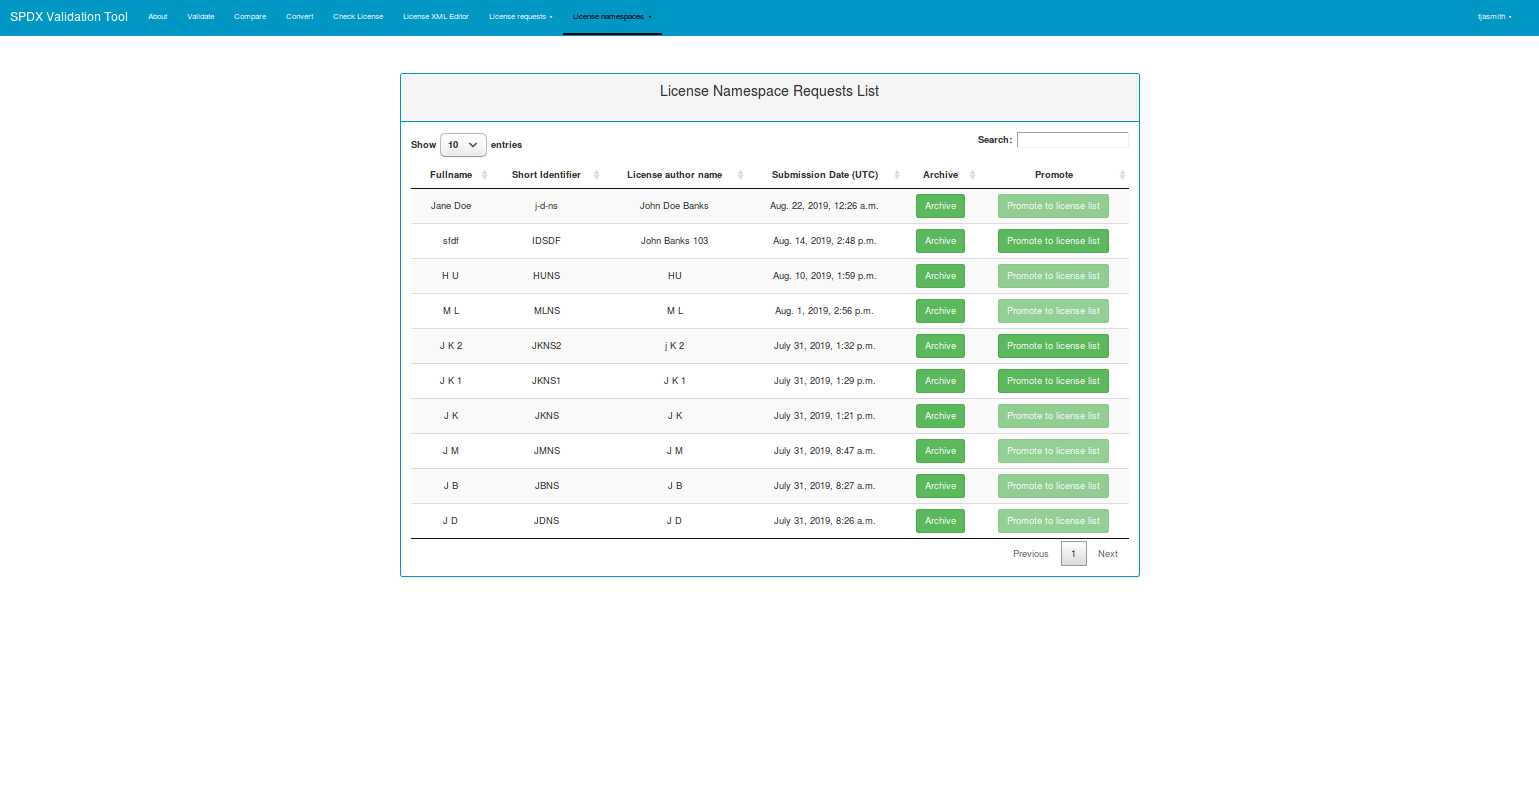 SPDX Validation Tool About Validate Compare Convert Check License License XML Editor License requests License namespaces tjasmith
License Namespace Requests List
Show 10 entries Search:
Fullname Short Identifier License author name Submission Date (UTC) Archive Promote
Jane Doe j-d-ns John Doe Banks Aug. 22, 2019, 12:26 a.m. Archive Promote to license list
sfdf IDSDF John Banks 103 Aug. 14, 2019, 2:48 p.m. Archive Promote to license list
H U HUNS HU Aug. 10, 2019, 1:59 p.m. Archive Promote to license list
M L MLNS M L Aug. 1, 2019, 2:56 p.m. Archive Promote to license list
J K 2 JKNS2 j K 2 July 31, 2019, 1:32 p.m. Archive Promote to license list
J K 1 JKNS1 J K 1 July 31, 2019, 1:29 p.m. Archive Promote to license list
J K JKNS J K July 31, 2019, 1:21 p.m. Archive Promote to license list
J M JMNS J M July 31, 2019, 8:47 a.m. Archive Promote to license list
J B JBNS J B July 31, 2019, 8:27 a.m. Archive Promote to license list
J D JDNS J D July 31, 2019, 8:26 a.m. Archive Promote to license list
Previous 1 Next